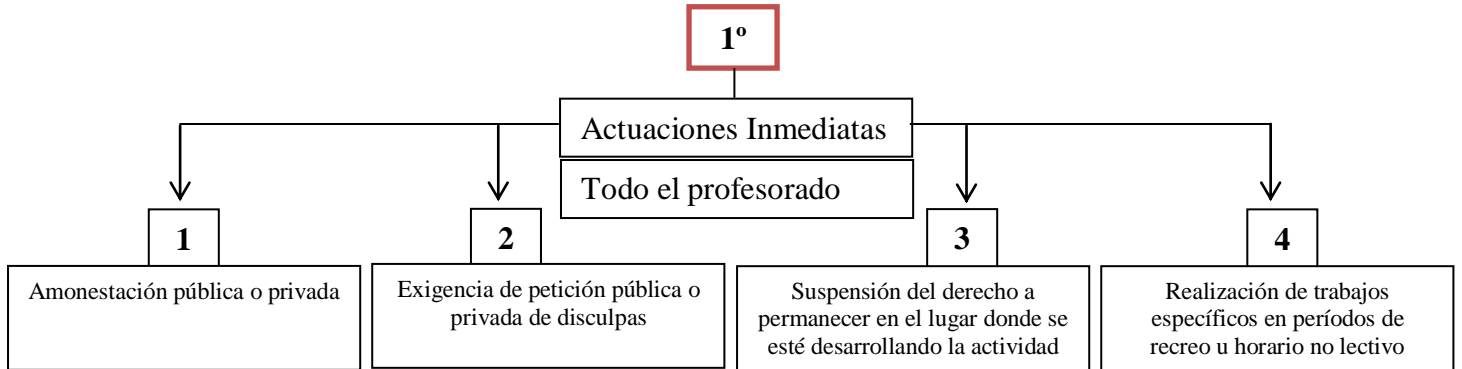 1º
Actuaciones Inmediatas
Todo el profesorado
1
Amonestación pública o privada
2
Exigencia de petición pública o
privada de disculpas
3
Suspensión del derecho a
permanecer en el lugar donde se
esté desarrollando la actividad
4
Realización de trabajos
específicos en períodos de
recreo u horario no lectivo